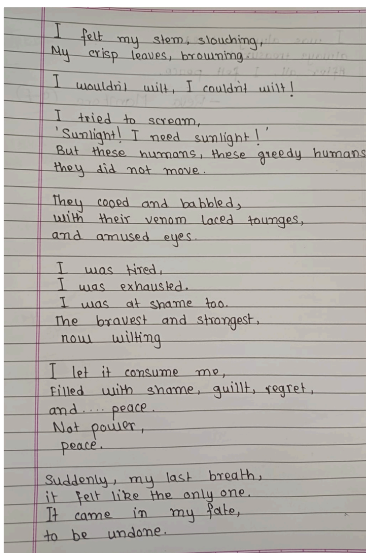 I felt my stem, slouching,
My crisp leaves, browning.
I wouldn't wilt, I couldn't wilt!
I tried to scream,
'Sunlight! I need sunlight!'
But these humans, these greedy humans
they did not move.
They cooed and babbled,
with their venom laced tounges,
and amused eyes.
I was tired,
I was exhausted.
I was at shame too.
The bravest and strongest,
now wilting
I let it consume me,
Filled with shame, guilt, regret,
and.... peace.
Not power,
peace.
Suddenly, my last breath,
it felt like the only one.
It came in my fate,
to be undone.